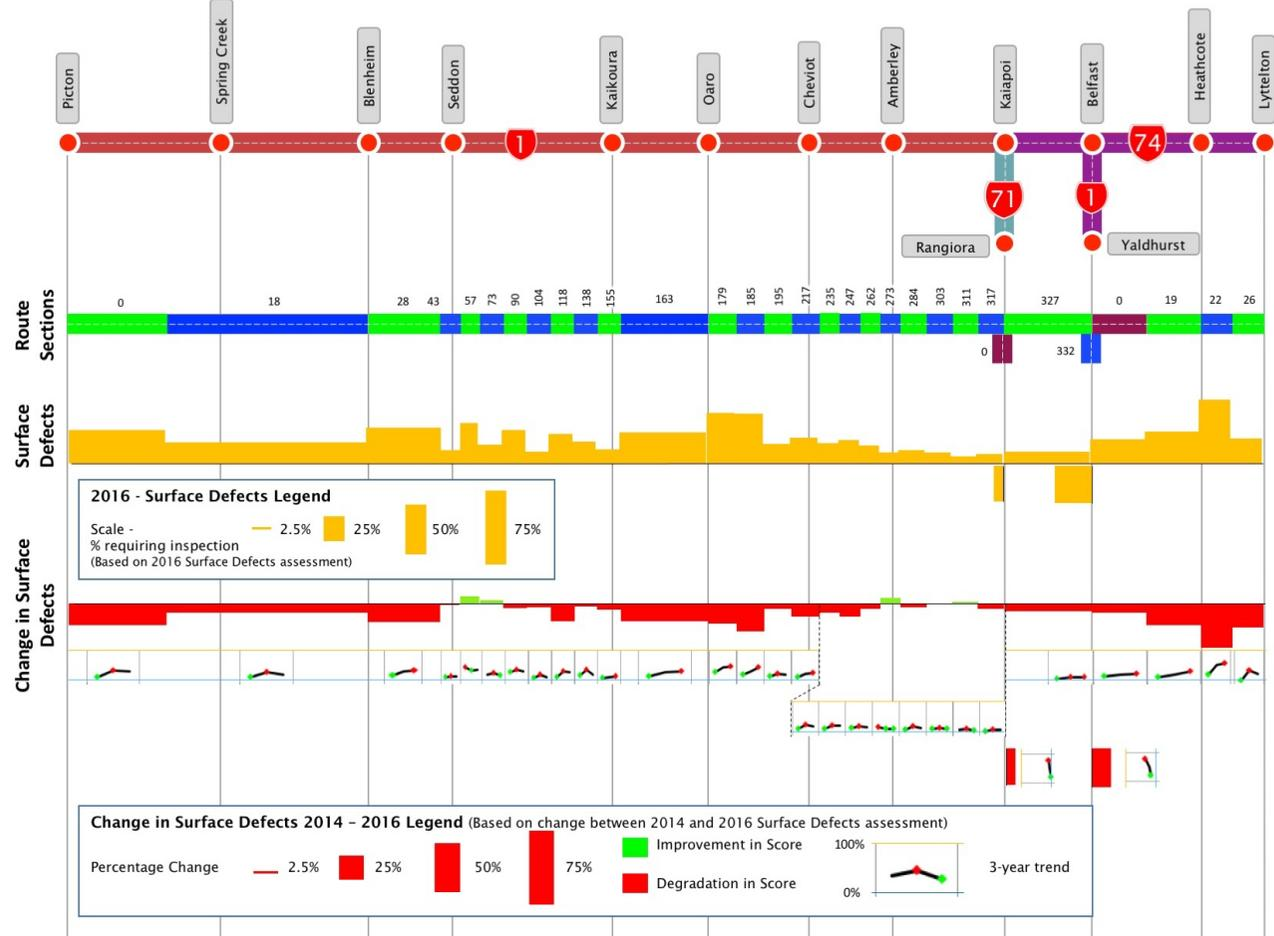 Picton
Spring Creek
Blenheim
Seddon
Kaikoura
Oaro
Cheviot
Amberley
Kaiapoi
Belfast
Heathcote
Lyttelton
1
74
71
1
Rangiora
Yaldhurst
Route
Sections
0
18
28
43
57
73
90
104
118
138
155
163
179
185
195
217
235
247
262
273
284
303
311
317
327
0
19
22
26
0
332
Surface
Defects
2016 - Surface Defects Legend
Scale -
% requiring inspection
(Based on 2016 Surface Defects assessment)
2.5%
25%
50%
75%
Change in Surface
Defects
Change in Surface Defects 2014 – 2016 Legend (Based on change between 2014 and 2016 Surface Defects assessment)
Percentage Change
2.5%
25%
50%
75%
Improvement in Score
Degradation in Score
100%
0%
3-year trend